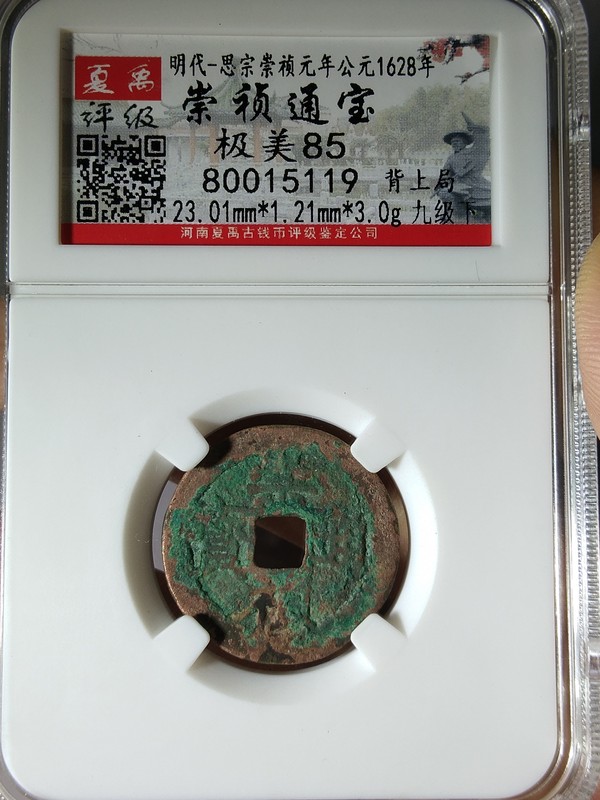 夏禹
评级
明代-思宗崇祯元年公元1628年
崇祯通宝
极美85
80015119 背上局
23.01mm*1.21mm*3.0g 九级下
河南夏禹古钱币评级鉴定公司